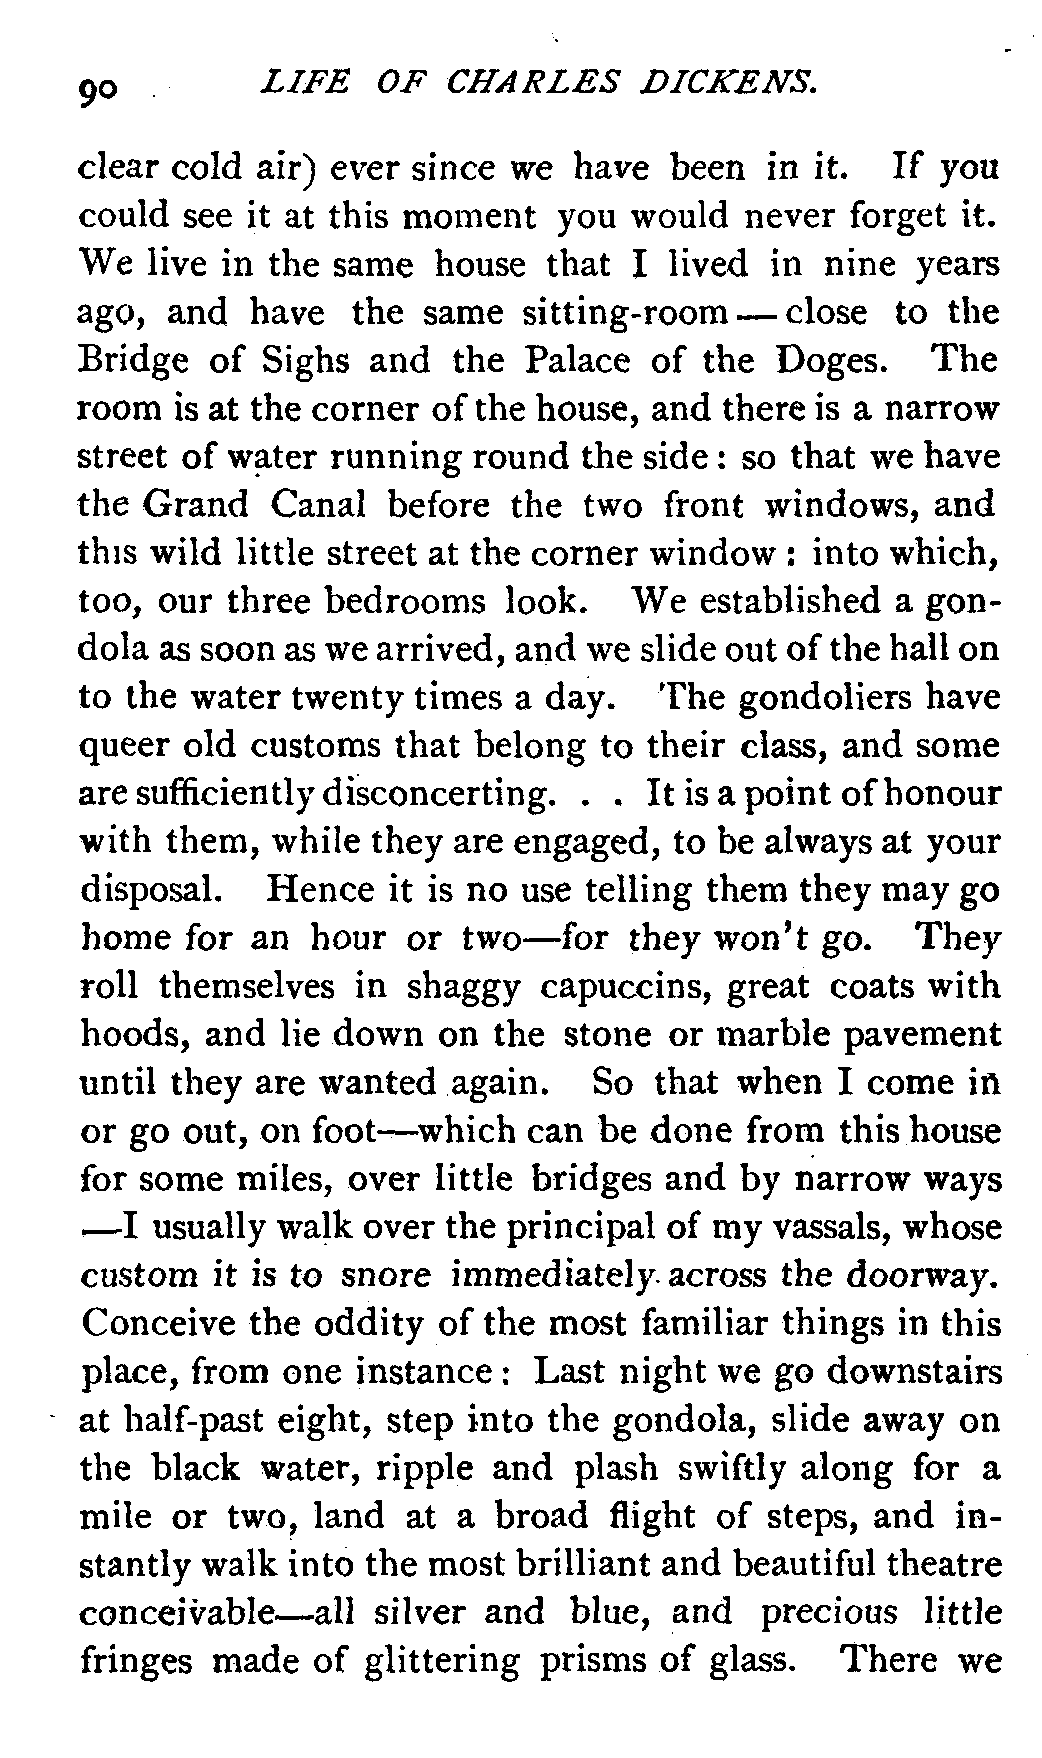 90 LIFE OF CHARLES DICKENS.
clear cold air) ever since we have been in it. If you
could see it at this moment you would never forget it.
We live in the same house that I lived in nine years
ago, and have the same sitting-room — close to the
Bridge of Sighs and the Palace of the Doges. The
room is at the corner of the house, and there is a narrow
street of water running round the side : so that we have
the Grand Canal before the two front windows, and
this wild little street at the corner window : into which,
too, our three bedrooms look. We established a gon-
dola as soon as we arrived, and we slide out of the hall on
to the water twenty times a day. The gondoliers have
queer old customs that belong to their class, and some
are sufficiently disconcerting. . . It is a point of honour
with them, while they are engaged, to be always at your
disposal. Hence it is no use telling them they may go
home for an hour or two—for they won't go. They
roll themselves in shaggy capuccins, great coats with
hoods, and lie down on the stone or marble pavement
until they are wanted again. So that when I come in
or go out, on foot—which can be done from this house
for some miles, over little bridges and by narrow ways
—I usually walk over the principal of my vassals, whose
custom it is to snore immediately across the doorway.
Conceive the oddity of the most familiar things in this
place, from one instance : Last night we go downstairs
at half-past eight, step into the gondola, slide away on
the black water, ripple and plash swiftly along for a
mile or two, land at a broad flight of steps, and in-
stantly walk into the most brilliant and beautiful theatre
conceivable—all silver and blue, and precious little
fringes made of glittering prisms of glass. There we